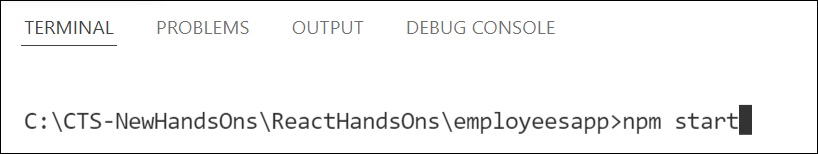 TERMINAL PROBLEMS OUTPUT DEBUG CONSOLE
C:\CTS-NewHandsOns\ReactHandsOns\employeesapp>npm start